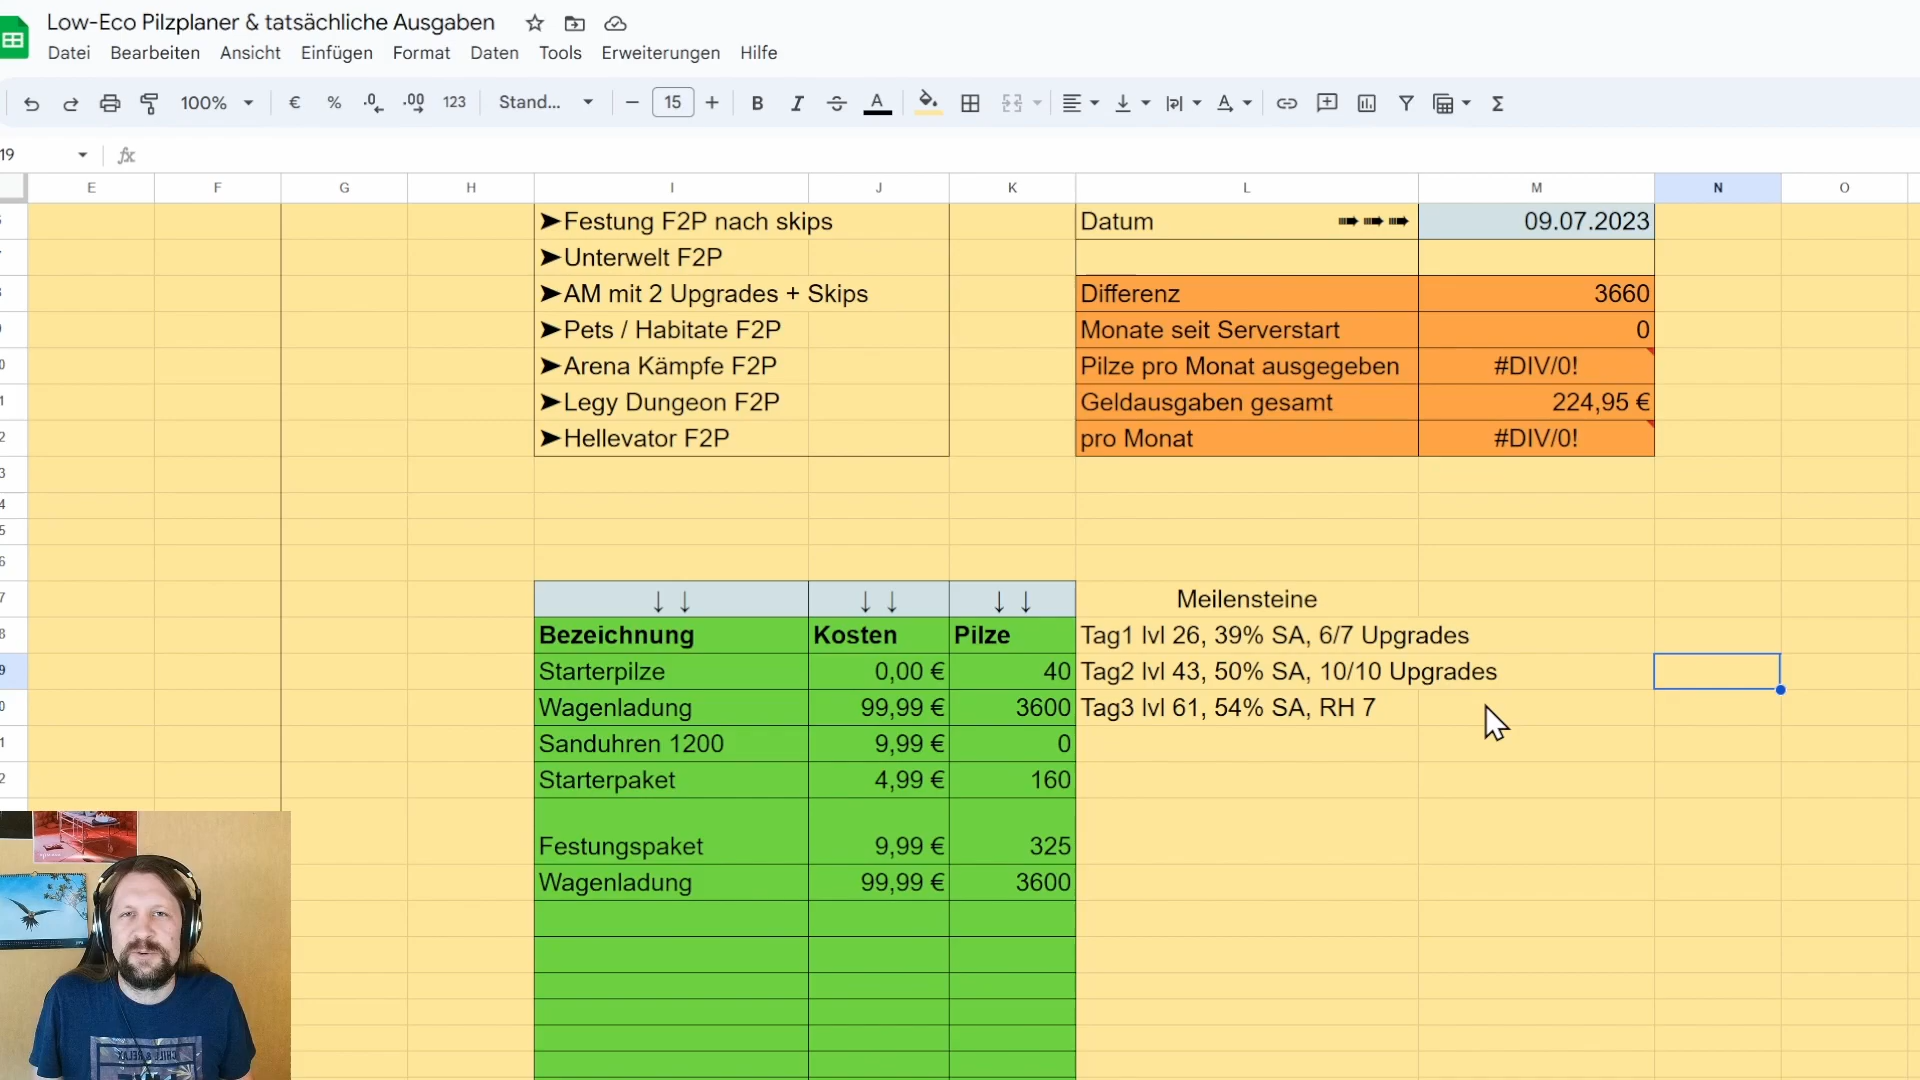 Low-Eco Pilzplaner & tatsächliche Ausgaben
Datei Bearbeiten Ansicht Einfügen Format Daten Tools Erweiterungen Hilfe
100% € % .0 .00 123 Stand... − 15 + B I A Σ
19 fx
E F G H I J K L M N O
➤Festung F2P nach skips
Datum 09.07.2023
➤Unterwelt F2P
➤AM mit 2 Upgrades + Skips
Differenz 3660
➤Pets / Habitate F2P
Monate seit Serverstart 0
➤Arena Kämpfe F2P
Pilze pro Monat ausgegeben #DIV/0!
➤Legy Dungeon F2P
Geldausgaben gesamt 224,95 €
➤Hellevator F2P
pro Monat #DIV/0!
↓ ↓ ↓ ↓ ↓ ↓ Meilensteine
Bezeichnung Kosten Pilze Tag1 lvl 26, 39% SA, 6/7 Upgrades
Starterpilze 0,00 € 40 Tag2 lvl 43, 50% SA, 10/10 Upgrades
Wagenladung 99,99 € 3600 Tag3 lvl 61, 54% SA, RH 7
Sanduhren 1200 9,99 € 0
Starterpaket 4,99 € 160
Festungspaket 9,99 € 325
Wagenladung 99,99 € 3600